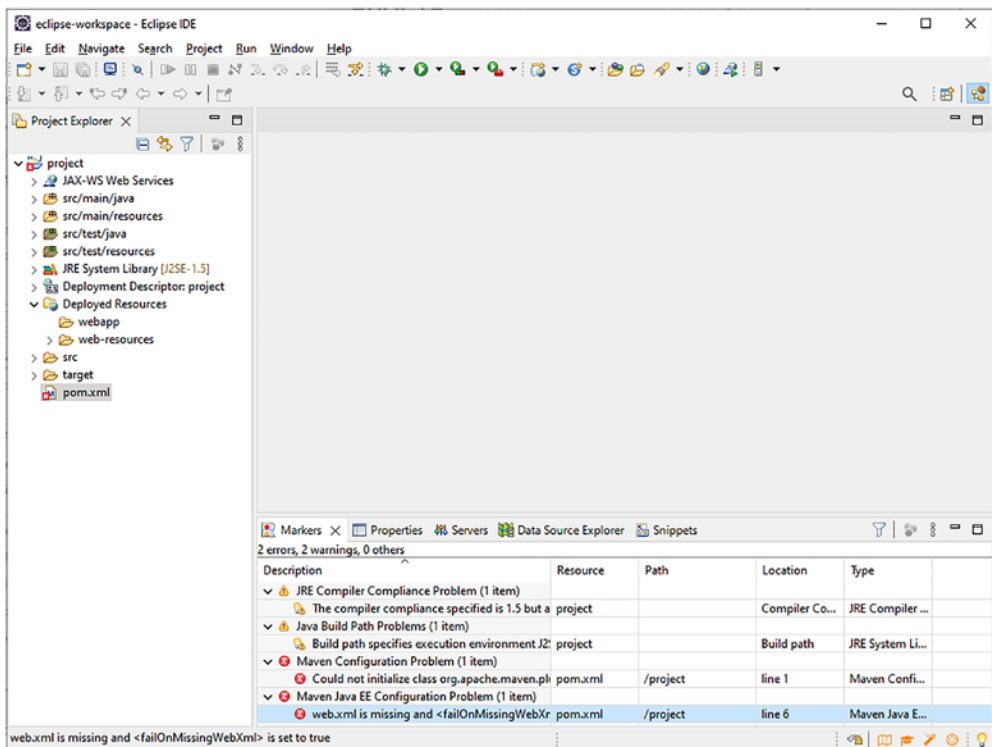 eclipse-workspace - Eclipse IDE
File Edit Navigate Search Project Run Window Help
Project Explorer
project
JAX-WS Web Services
src/main/java
src/main/resources
src/test/java
src/test/resources
JRE System Library [J2SE-1.5]
Deployment Descriptor: project
Deployed Resources
webapp
web-resources
src
target
pom.xml
Markers Properties Servers Data Source Explorer Snippets
2 errors, 2 warnings, 0 others
Description Resource Path Location Type
JRE Compiler Compliance Problem (1 item)
The compiler compliance specified is 1.5 but a project Compiler Co... JRE Compiler ...
Java Build Path Problems (1 item)
Build path specifies execution environment J2 project Build path JRE System Li...
Maven Configuration Problem (1 item)
Could not initialize class org.apache.maven.pl pom.xml /project line 1 Maven Confi...
Maven Java EE Configuration Problem (1 item)
web.xml is missing and <failOnMissingWebXr pom.xml /project line 6 Maven Java E...
web.xml is missing and <failOnMissingWebXml> is set to true